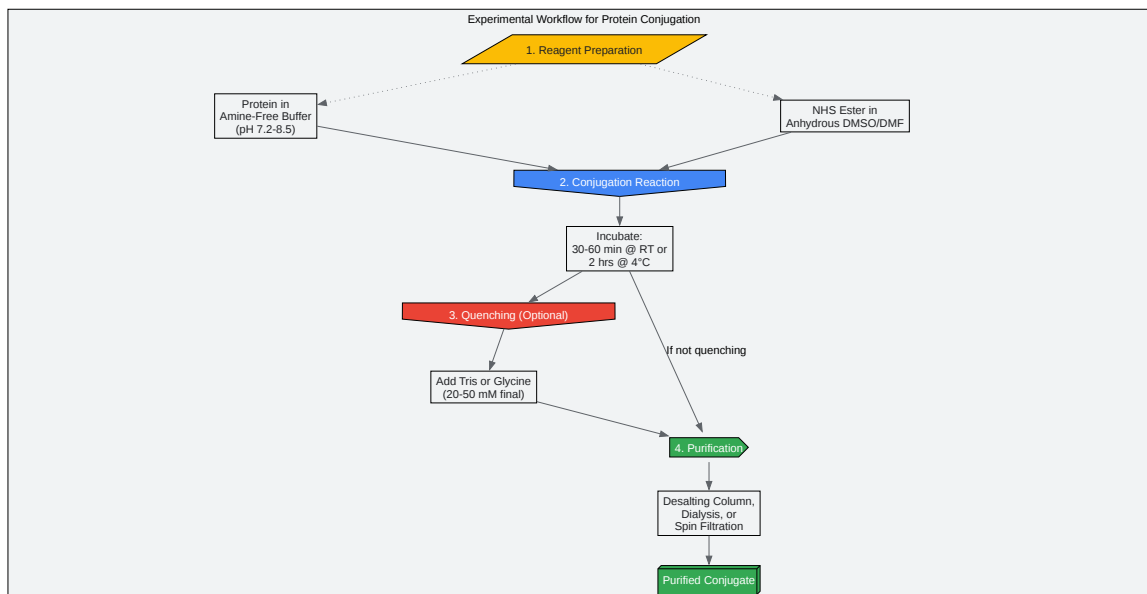 Experimental Workflow for Protein Conjugation
1. Reagent Preparation
Protein in
Amine-Free Buffer
(pH 7.2-8.5)
NHS Ester in
Anhydrous DMSO/DMF
2. Conjugation Reaction
Incubate:
30-60 min @ RT or
2 hrs @ 4°C
3. Quenching (Optional)
If not quenching
Add Tris or Glycine
(20-50 mM final)
4. Purification
Desalting Column,
Dialysis, or
Spin Filtration
Purified Conjugate